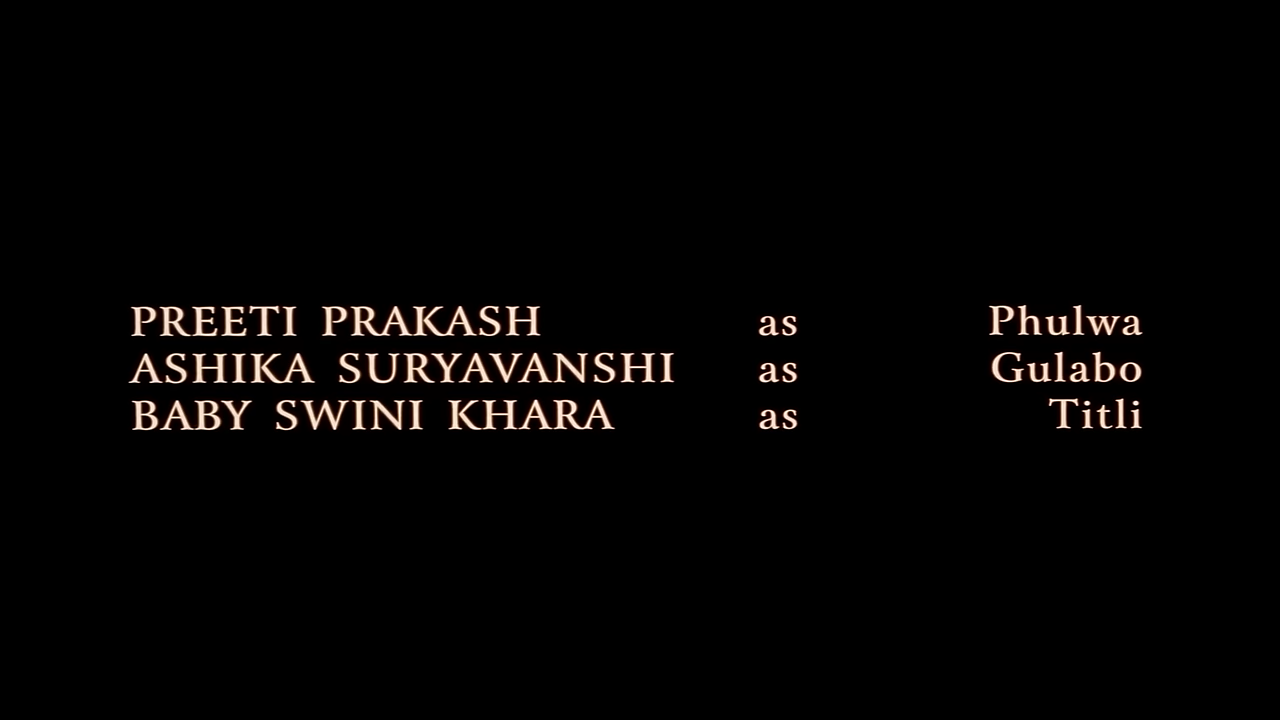 PREETI PRAKASH as Phulwa
ASHIKA SURYAVANSHI as Gulabo
BABY SWINI KHARA as Titli